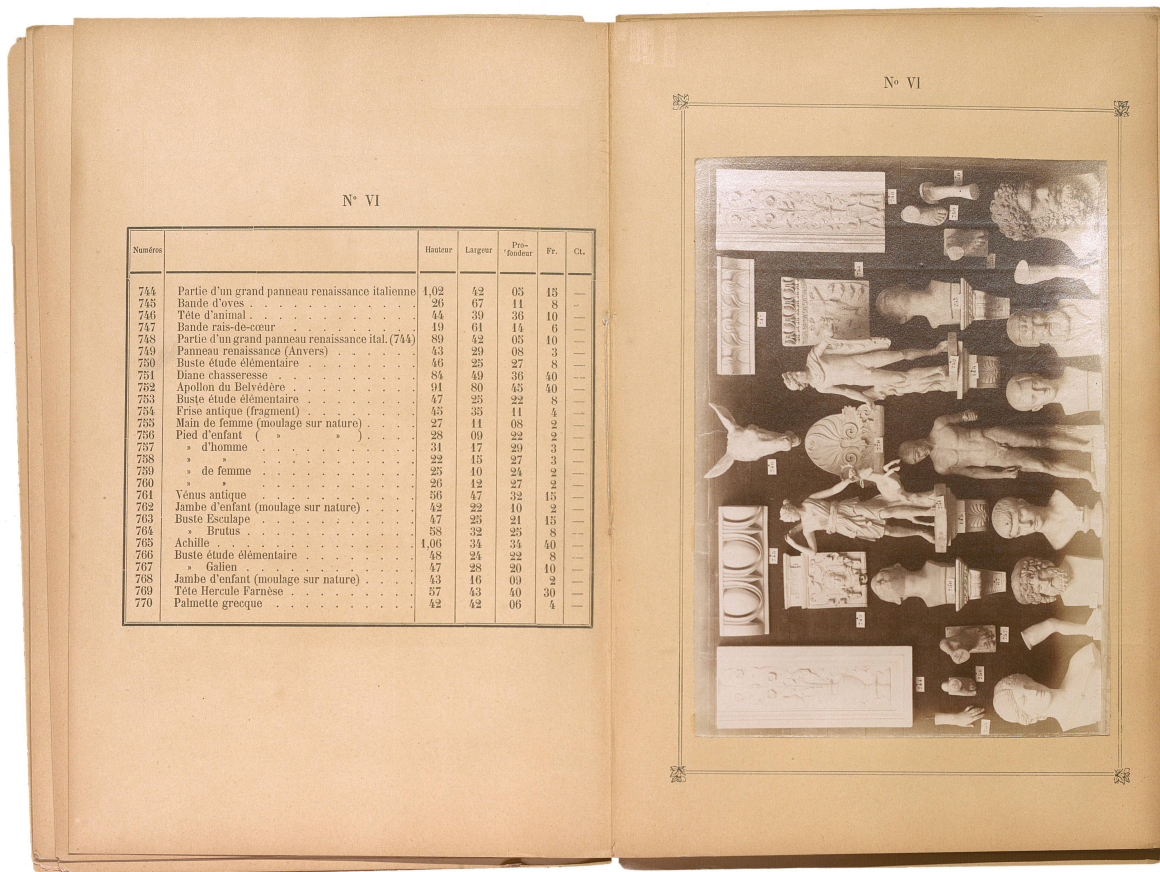 N° VI
Numéros Hauteur Largeur Pro-fondeur Fr. Ct.
744 Partie d'un grand panneau renaissance italienne 1,02 42 05 15 —
745 Bande d'oves . . . . . . . . . . . 26 67 11 8 —
746 Tête d'animal . . . . . . . . . . . 44 39 36 10 —
747 Bande rais-de-cœur . . . . . . . . . 19 61 14 6 —
748 Partie d'un grand panneau renaissance ital. (744) 89 42 05 10 —
749 Panneau renaissance (Anvers) . . . . . . 43 29 08 3 —
750 Buste étude élémentaire . . . . . . . . 46 25 27 8 —
751 Diane chasseresse . . . . . . . . . . 84 49 36 40 —
752 Apollon du Belvédère . . . . . . . . . 91 80 45 40 —
753 Buste étude élémentaire . . . . . . . . 47 25 22 8 —
754 Frise antique (fragment) . . . . . . . . 45 35 11 4 —
755 Main de femme (moulage sur nature) . . . . 27 11 08 2 —
756 Pied d'enfant ( » » ) . . . . 28 09 22 2 —
757 » d'homme . . . . . . . . . . 31 17 29 3 —
758 » » . . . . . . . . . . 22 15 27 3 —
759 » de femme . . . . . . . . . . 25 10 24 2 —
760 » » . . . . . . . . . . 26 12 27 2 —
761 Vénus antique . . . . . . . . . . . 56 47 32 15 —
762 Jambe d'enfant (moulage sur nature) . . . . 42 22 10 2 —
763 Buste Esculape . . . . . . . . . . . 47 25 21 15 —
764 » Brutus . . . . . . . . . . . 58 32 25 8 —
765 Achille . . . . . . . . . . . . . 1,06 34 34 40 —
766 Buste étude élémentaire . . . . . . . . 48 24 22 8 —
767 » Galien . . . . . . . . . . . 47 28 20 10 —
768 Jambe d'enfant (moulage sur nature) . . . . 43 16 09 2 —
769 Tête Hercule Farnèse . . . . . . . . . 57 43 40 30 —
770 Palmette grecque . . . . . . . . . . 42 42 06 4 —
N° VI